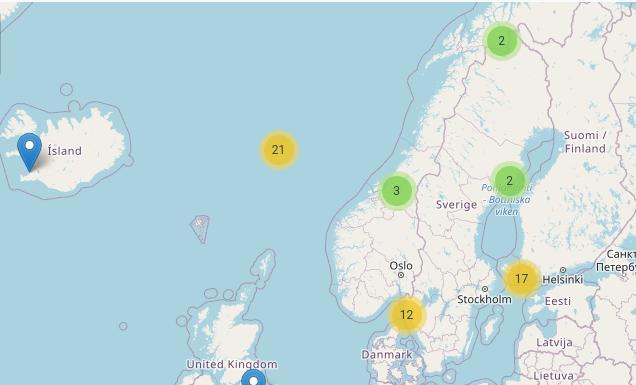 2
Suomi /
Finland
Ísland
21
2
3
Pohjanlahti
- Bottniska
viken
Sverige
Санкт
Петербу
Oslo
17
Helsinki
Stockholm
Eesti
12
Latvija
Danmark
United Kingdom
Lietuva